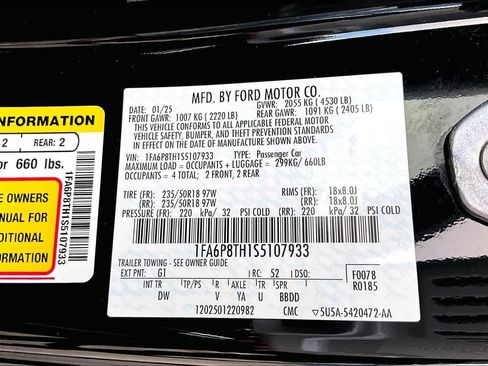 INFORMATION
2
REAR: 2
or 660 lbs.
E OWNERS
ANUAL FOR
DDITIONAL
ORMATION
1FA6P8TH1S5107933
MFD. BY FORD MOTOR CO.
DATE: 01/25
GVWR: 2055 KG ( 4530 LB)
FRONT GAWR: 1007 KG ( 2220 LB)
REAR GAWR: 1091 KG ( 2405 LB)
THIS VEHICLE CONFORMS TO ALL APPLICABLE FEDERAL MOTOR
VEHICLE SAFETY, BUMPER, AND THEFT PREVENTION STANDARDS
IN EFFECT ON THE DATE OF MANUFACTURE SHOWN ABOVE.
VIN: 1FA6P8TH1S5107933
TYPE: Passenger Car
MAXIMUM LOAD = OCCUPANTS + LUGGAGE = 299KG/ 660LB
OCCUPANTS = 4 TOTAL; 2 FRONT, 2 REAR
TIRE (FR): 235/50R18 97W
RIMS (FR): 18x8.0J
TIRE (RR): 235/50R18 97W
RIMS (RR): 18x8.0J
PRESSURE (FR): 220 kPa/ 32 PSI COLD
(RR): 220 kPa/ 32 PSI COLD
1FA6P8TH1S5107933
TRAILER TOWING - SEE OWNER GUIDE
EXT PNT: G1
RC: 52
F0078
R0185
INT TR TP/PS R AXLE TR SPR
DW V YA U BBDD
1202501220982
CMC
5USA-5420472-AA